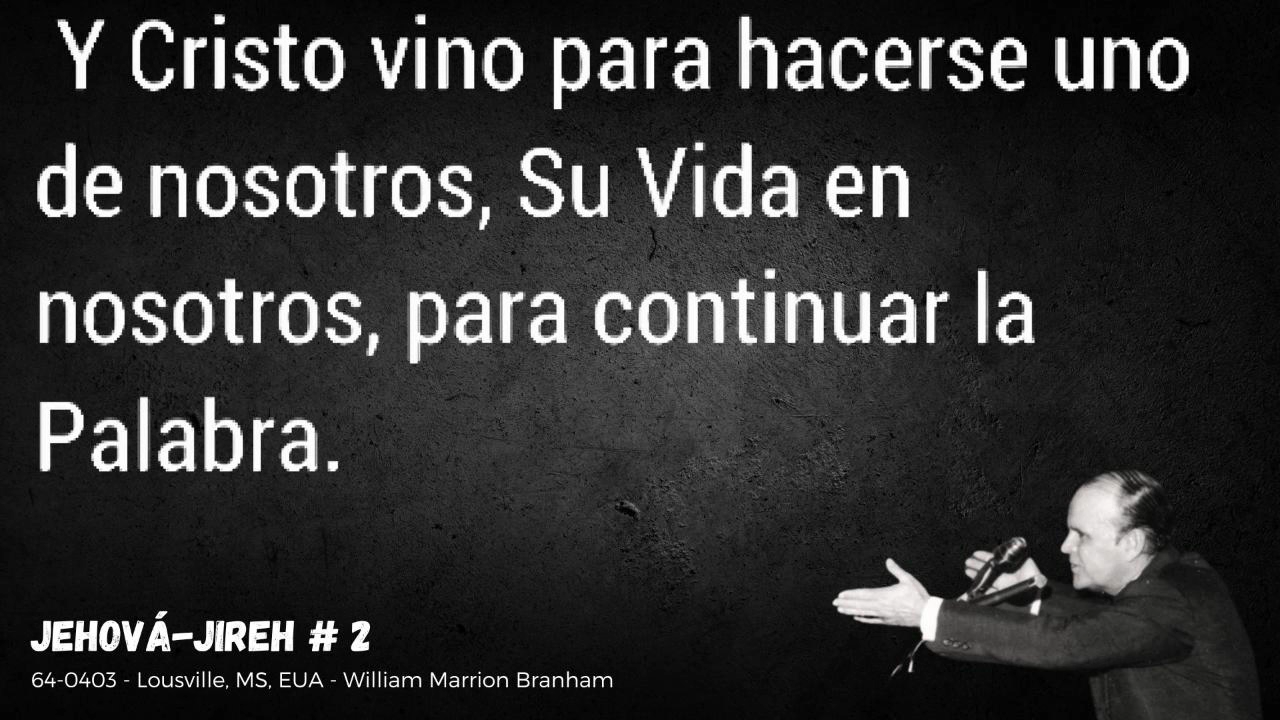 Y Cristo vino para hacerse uno
de nosotros, Su Vida en
nosotros, para continuar la
Palabra.
JEHOVÁ-JIREH # 2
64-0403 - Lousville, MS, EUA - William Marrion Branham